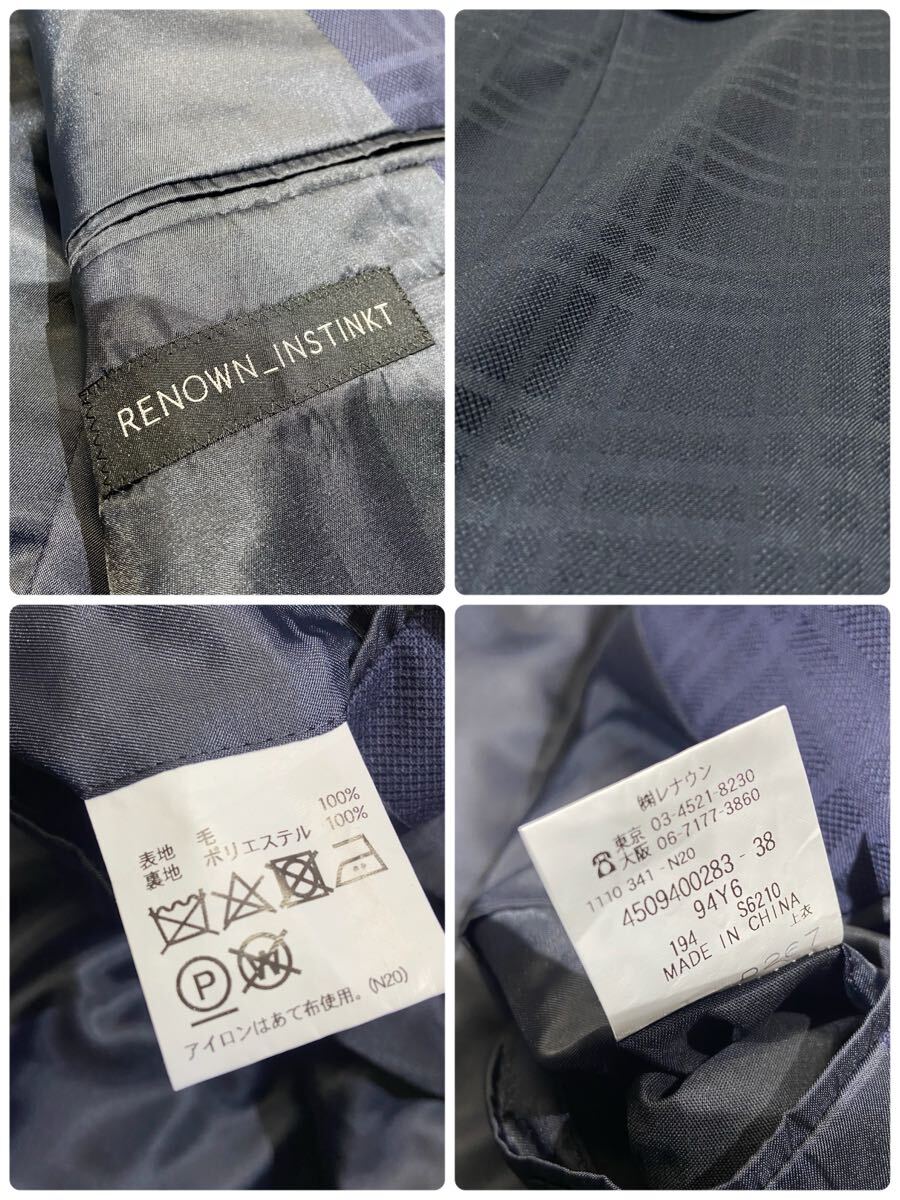 RENOWN_INSTINKT
表地 毛 100%
裏地 ポリエステル 100%
P
W
アイロンはあて布使用。(N20)
㈱レナウン
☎東京 03-4521-8230
大阪 06-7177-3860
1110 341 -N20
4509400283 - 38
94Y6
194 S6210
MADE IN CHINA 上衣